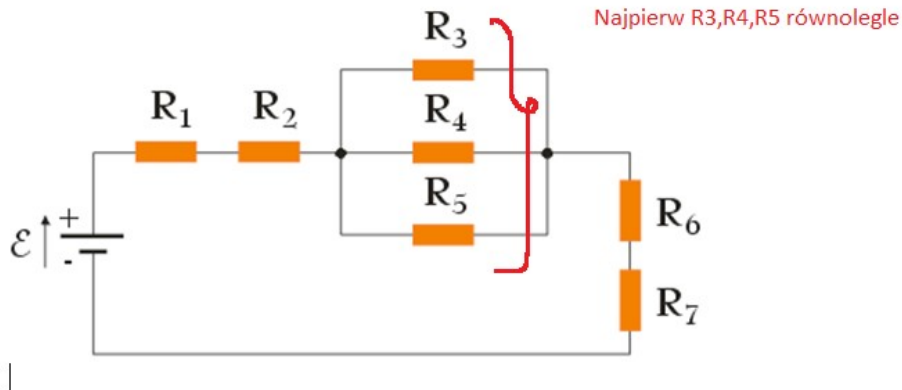 Najpierw R3,R4,R5 równolegle
R₃
R₁ R₂ R₄
R₅
ℰ + -
R₆
R₇